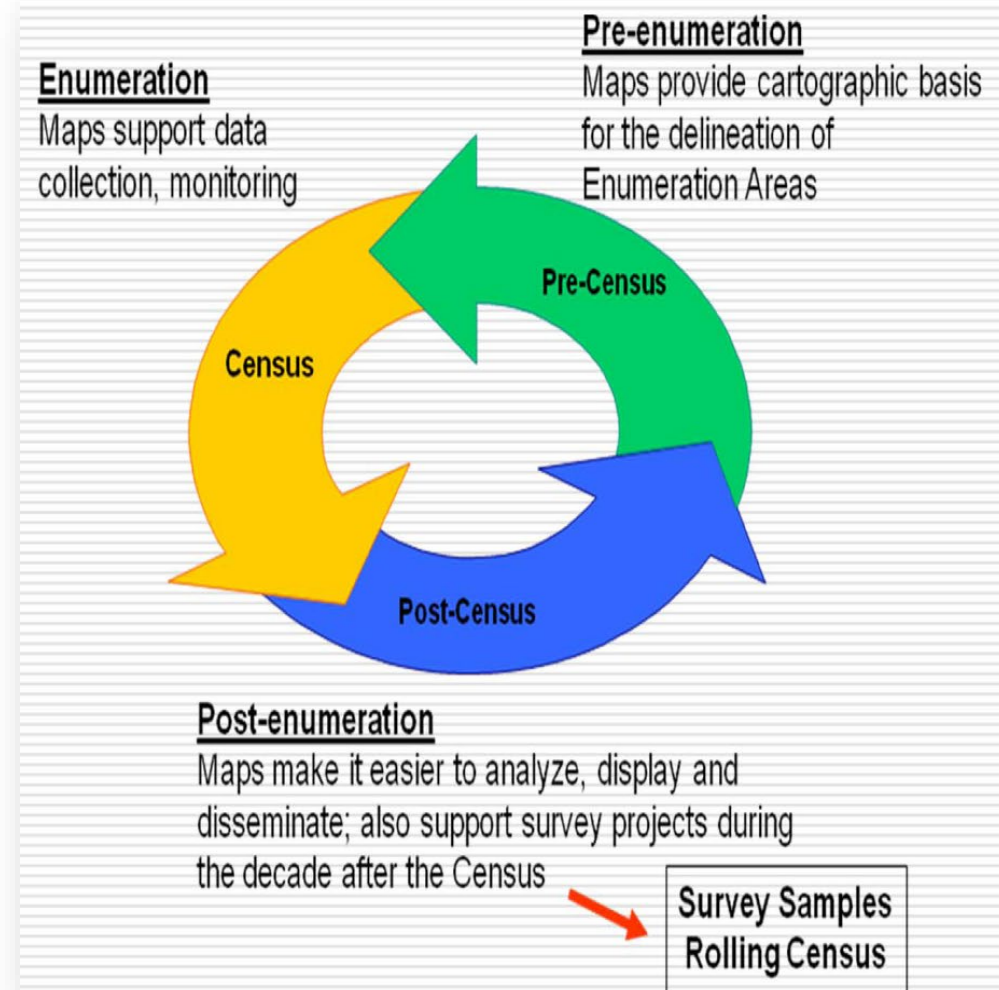 Pre-enumeration
Maps provide cartographic basis
for the delineation of
Enumeration Areas
Enumeration
Maps support data
collection, monitoring
Pre-Census
Census
Post-Census
Post-enumeration
Maps make it easier to analyze, display and
disseminate; also support survey projects during
the decade after the Census
Survey Samples
Rolling Census